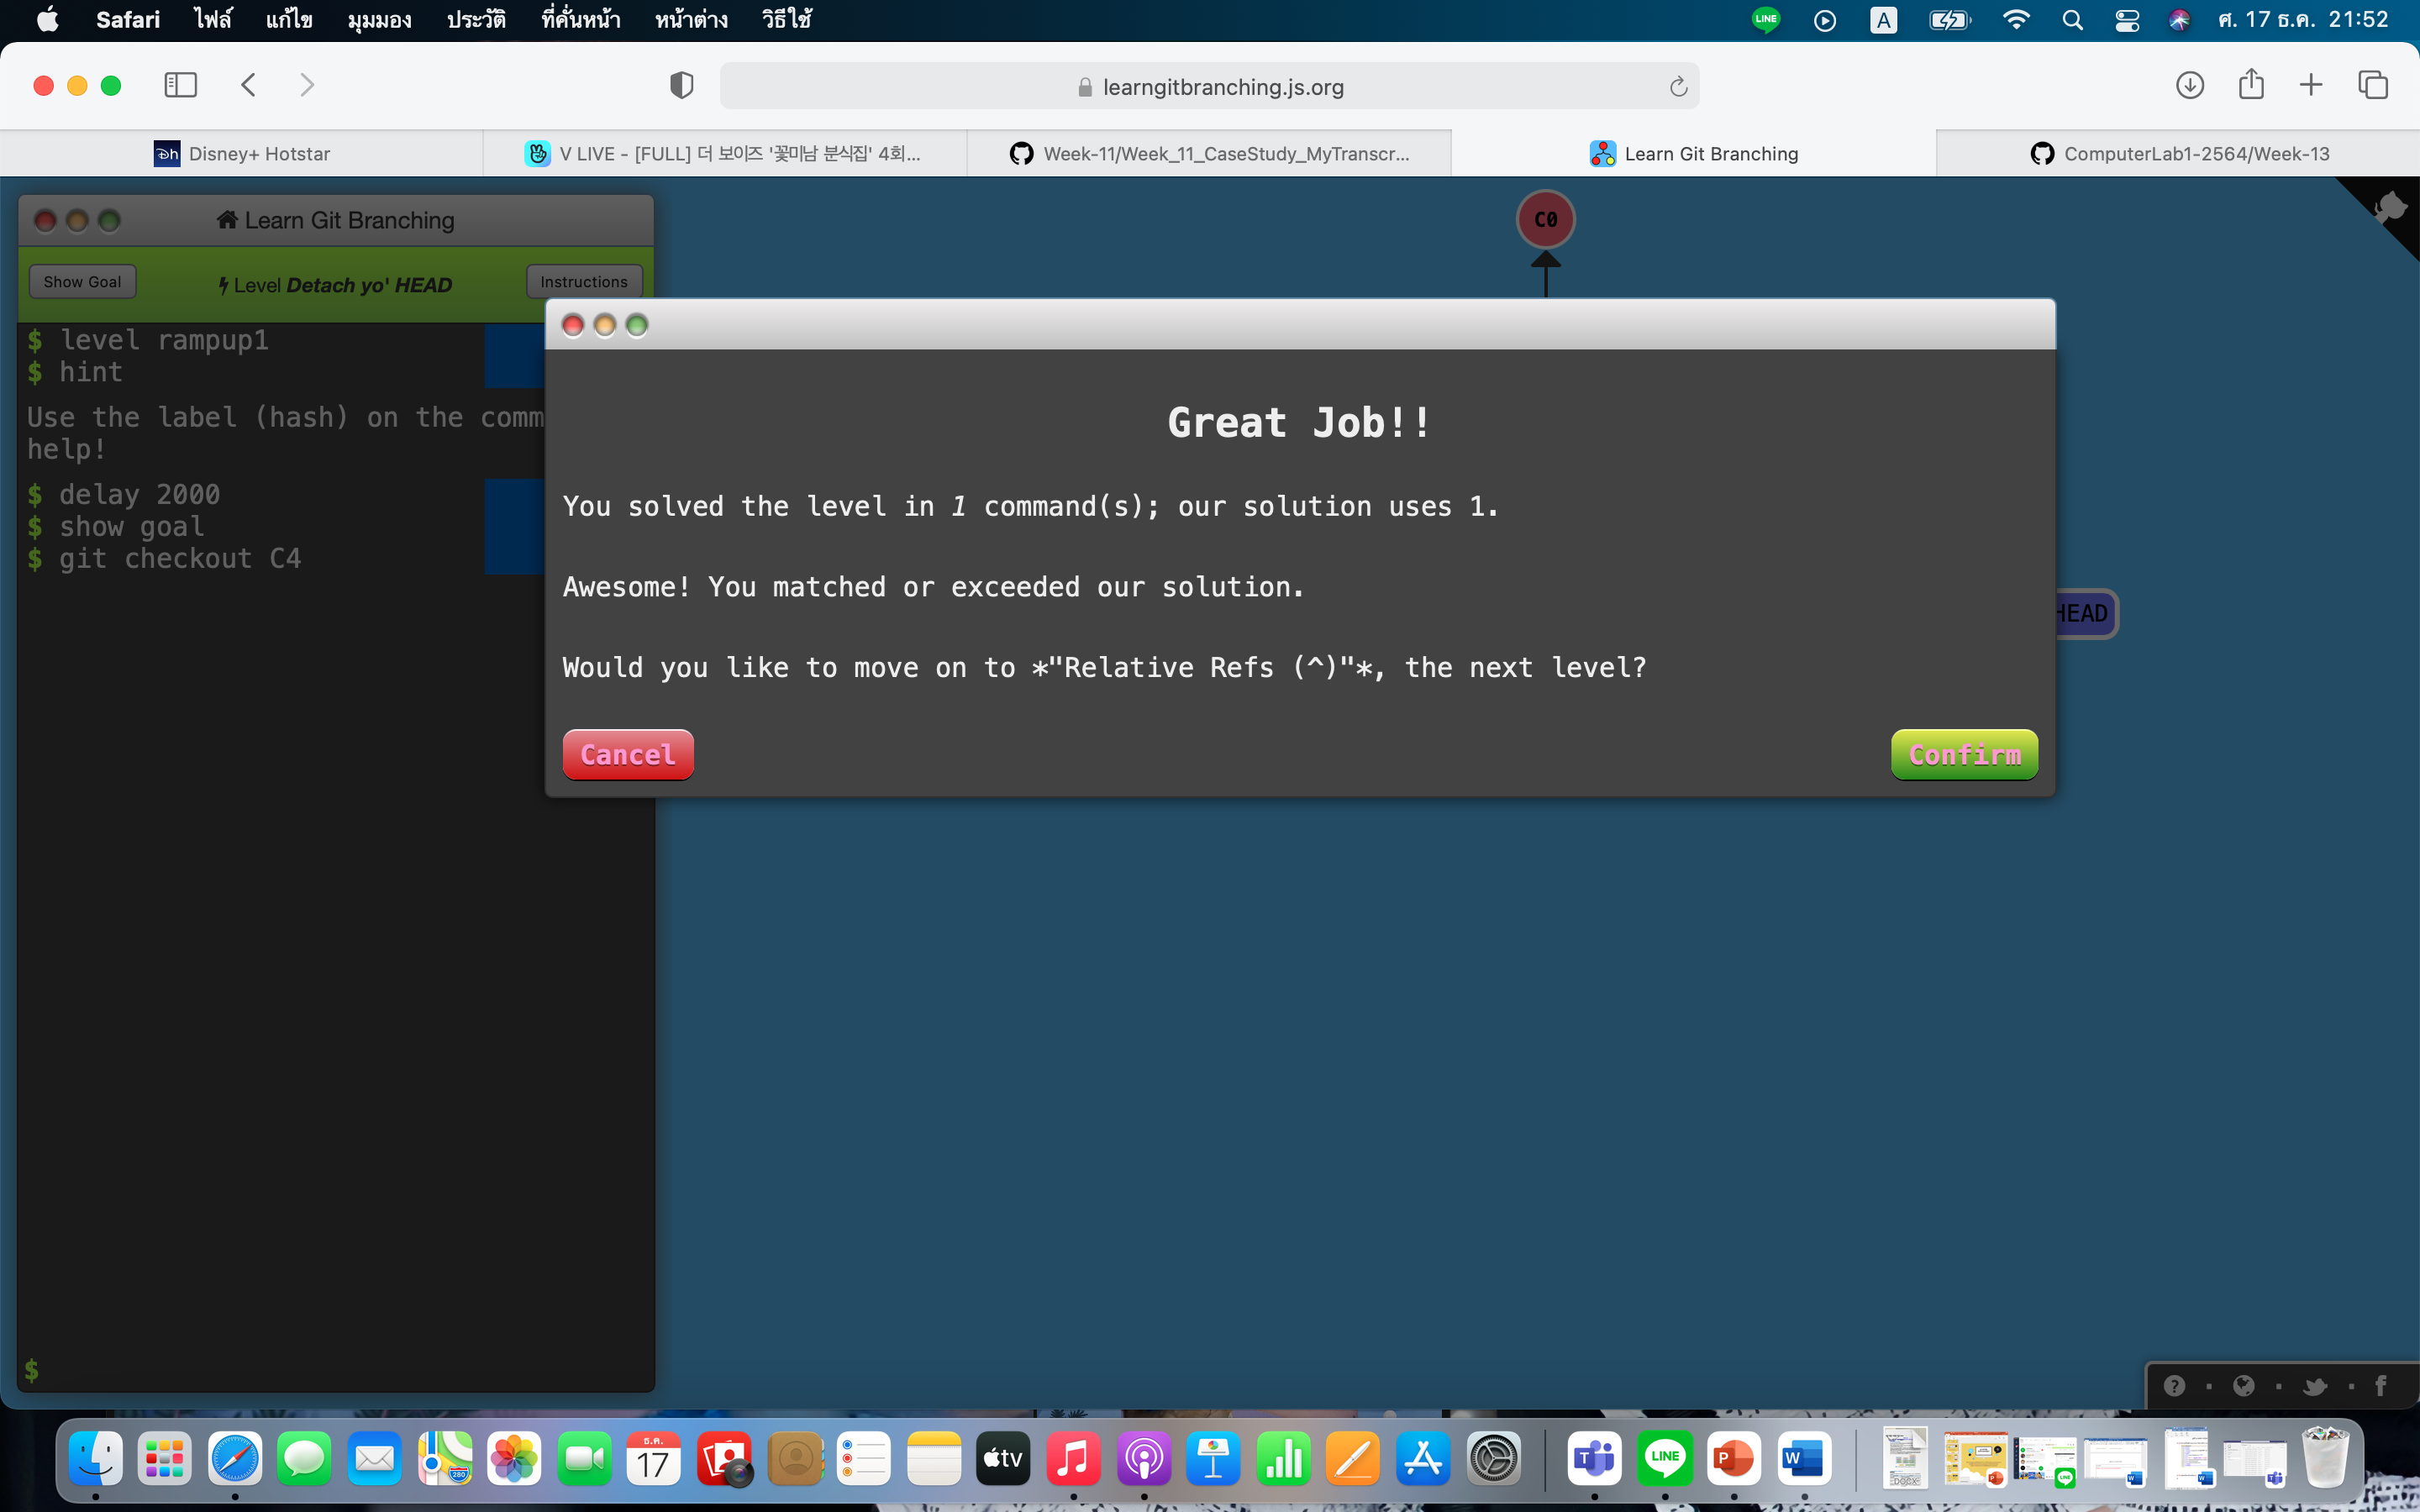 Safari ไฟล์ แก้ไข มุมมอง ประวัติ ที่คั่นหน้า หน้าต่าง วิธีใช้ LINE A ศ. 17 ธ.ค. 21:52
learngitbranching.js.org
Disney+ Hotstar
V LIVE - [FULL] 더 보이즈 '꽃미남 분식집' 4회...
Week-11/Week_11_CaseStudy_MyTranscr...
Learn Git Branching
ComputerLab1-2564/Week-13
Learn Git Branching
Show Goal
Level Detach yo' HEAD
Instructions
$ level rampup1
$ hint
Use the label (hash) on the comm
help!
$ delay 2000
$ show goal
$ git checkout C4
$
C0
HEAD
Great Job!!
You solved the level in 1 command(s); our solution uses 1.
Awesome! You matched or exceeded our solution.
Would you like to move on to *"Relative Refs (^)"*, the next level?
Cancel
Confirm
280
ธ.ค.
17
tv
LINE
P
W